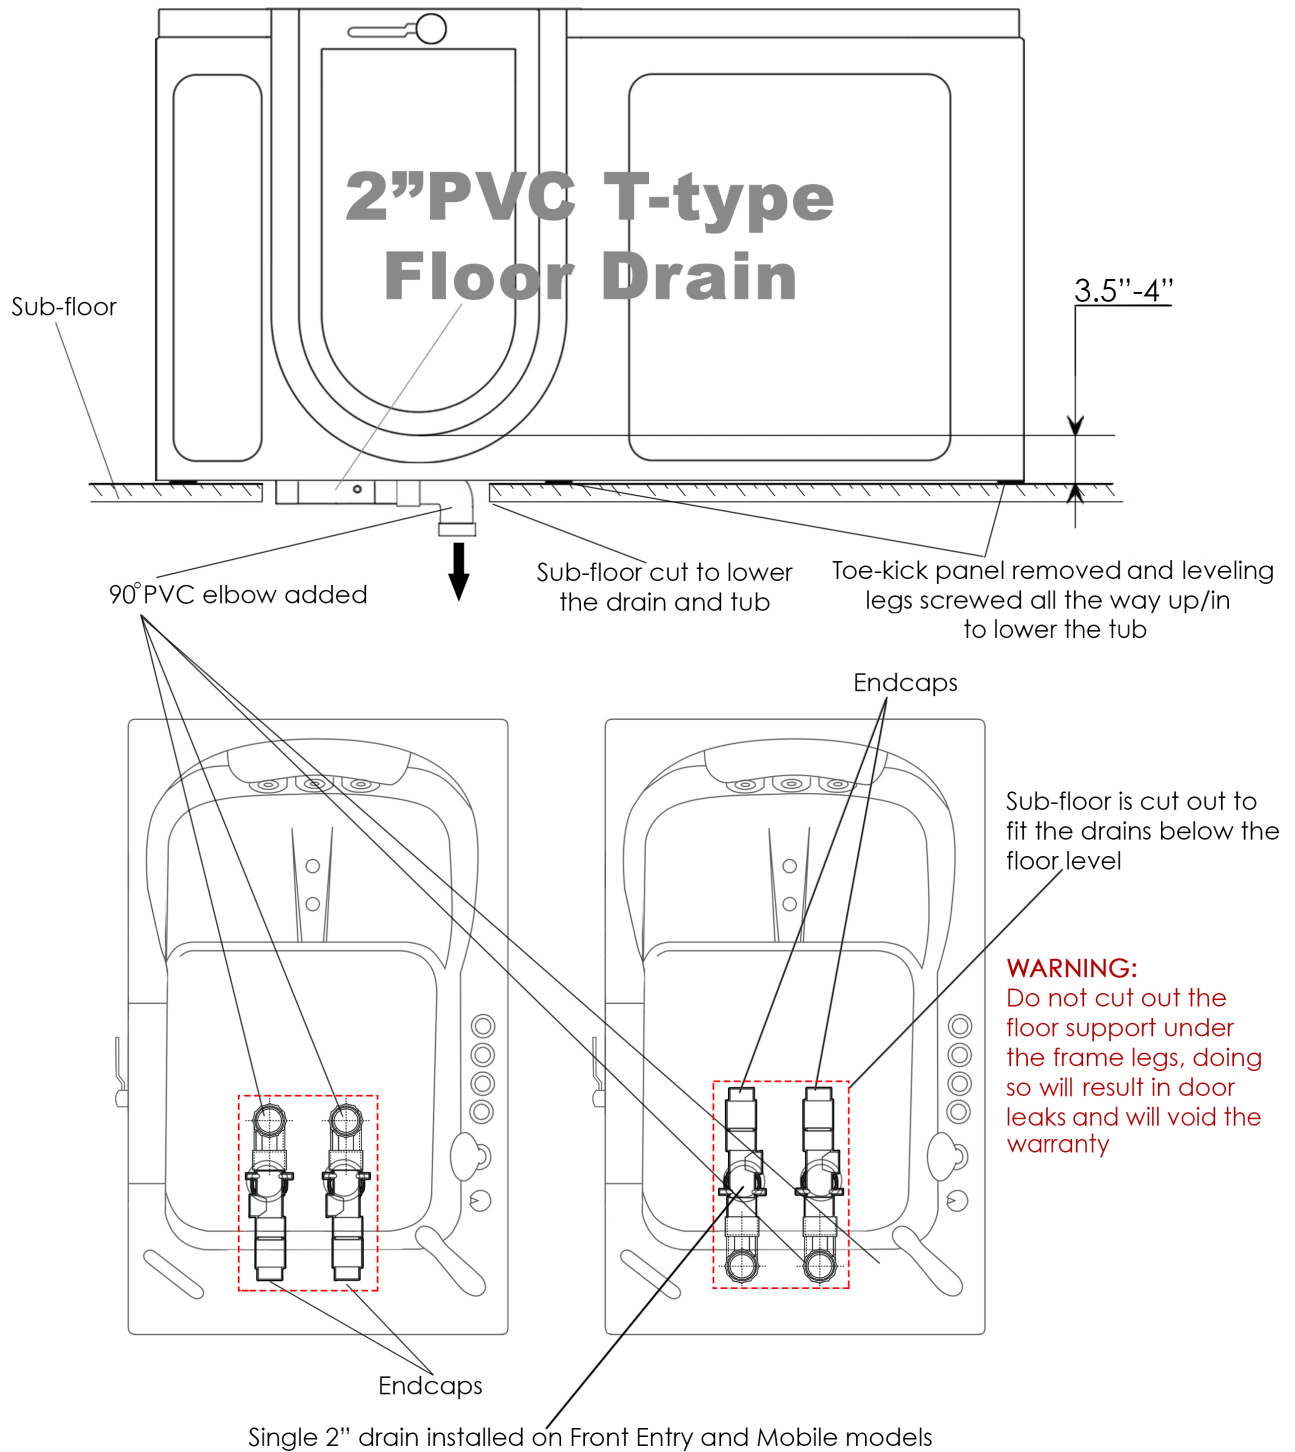 2”PVC T-type
Floor Drain
Sub-floor
3.5”-4”
90°PVC elbow added
Sub-floor cut to lower
the drain and tub
Toe-kick panel removed and leveling
legs screwed all the way up/in
to lower the tub
Endcaps
Sub-floor is cut out to
fit the drains below the
floor level
WARNING:
Do not cut out the
floor support under
the frame legs, doing
so will result in door
leaks and will void the
warranty
Endcaps
Single 2” drain installed on Front Entry and Mobile models